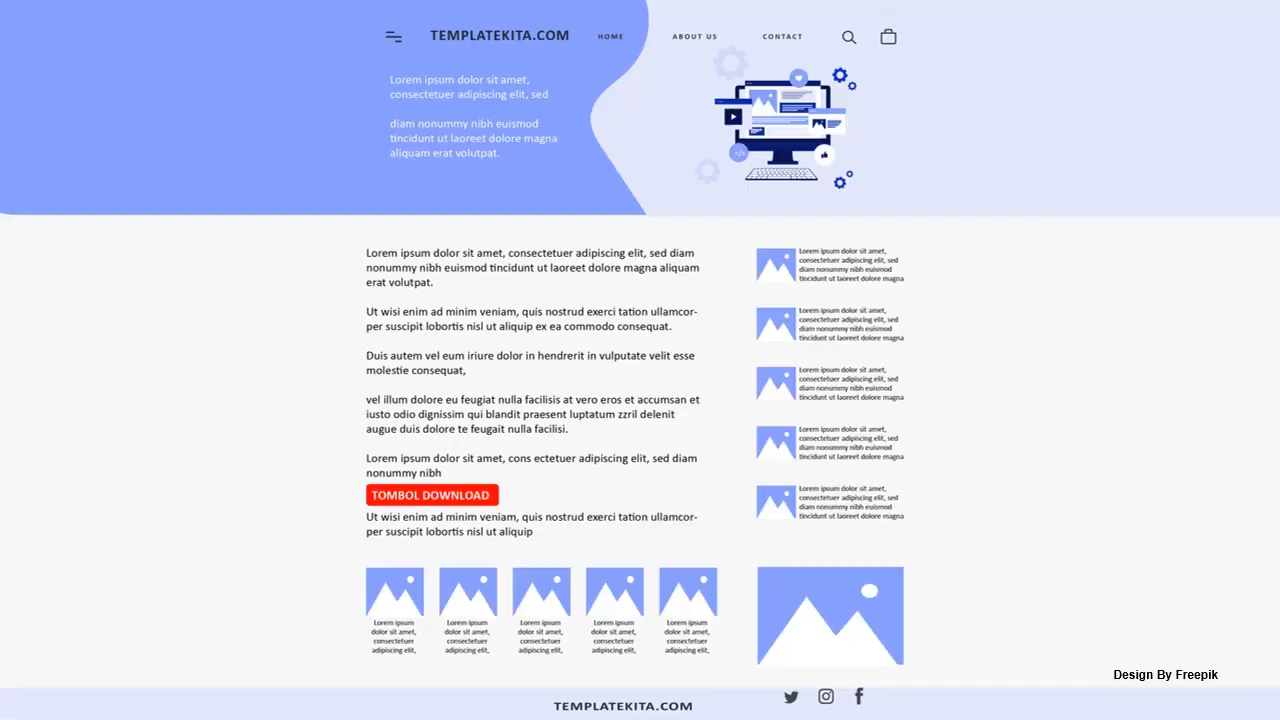 TEMPLATEKITA.COM
HOME
ABOUT US
CONTACT
Lorem ipsum dolor sit amet,
consectetuer adipiscing elit, sed
diam nonummy nibh euismod
tincidunt ut laoreet dolore magna
aliquam erat volutpat.
Lorem ipsum dolor sit amet, consectetuer adipiscing elit, sed diam
nonummy nibh euismod tincidunt ut laoreet dolore magna aliquam
erat volutpat.
Ut wisi enim ad minim veniam, quis nostrud exerci tation ullamcor-
per suscipit lobortis nisl ut aliquip ex ea commodo consequat.
Duis autem vel eum iriure dolor in hendrerit in vulputate velit esse
molestie consequat,
vel illum dolore eu feugiat nulla facilisis at vero eros et accumsan et
iusto odio dignissim qui blandit praesent luptatum zzril delenit
augue duis dolore te feugait nulla facilisi.
Lorem ipsum dolor sit amet, cons ectetuer adipiscing elit, sed diam
nonummy nibh
TOMBOL DOWNLOAD
Ut wisi enim ad minim veniam, quis nostrud exerci tation ullamcor-
per suscipit lobortis nisl ut aliquip
Lorem ipsum dolor sit amet,
consectetuer adipiscing elit, sed
diam nonummy nibh euismod
tincidunt ut laoreet dolore magna
Lorem ipsum dolor sit amet,
consectetuer adipiscing elit, sed
diam nonummy nibh euismod
tincidunt ut laoreet dolore magna
Lorem ipsum dolor sit amet,
consectetuer adipiscing elit, sed
diam nonummy nibh euismod
tincidunt ut laoreet dolore magna
Lorem ipsum dolor sit amet,
consectetuer adipiscing elit, sed
diam nonummy nibh euismod
tincidunt ut laoreet dolore magna
Lorem ipsum dolor sit amet,
consectetuer adipiscing elit, sed
diam nonummy nibh euismod
tincidunt ut laoreet dolore magna
Lorem ipsum
dolor sit amet,
consectetuer
adipiscing elit,
Lorem ipsum
dolor sit amet,
consectetuer
adipiscing elit,
Lorem ipsum
dolor sit amet,
consectetuer
adipiscing elit,
Lorem ipsum
dolor sit amet,
consectetuer
adipiscing elit,
Lorem ipsum
dolor sit amet,
consectetuer
adipiscing elit,
Design By Freepik
TEMPLATEKITA.COM